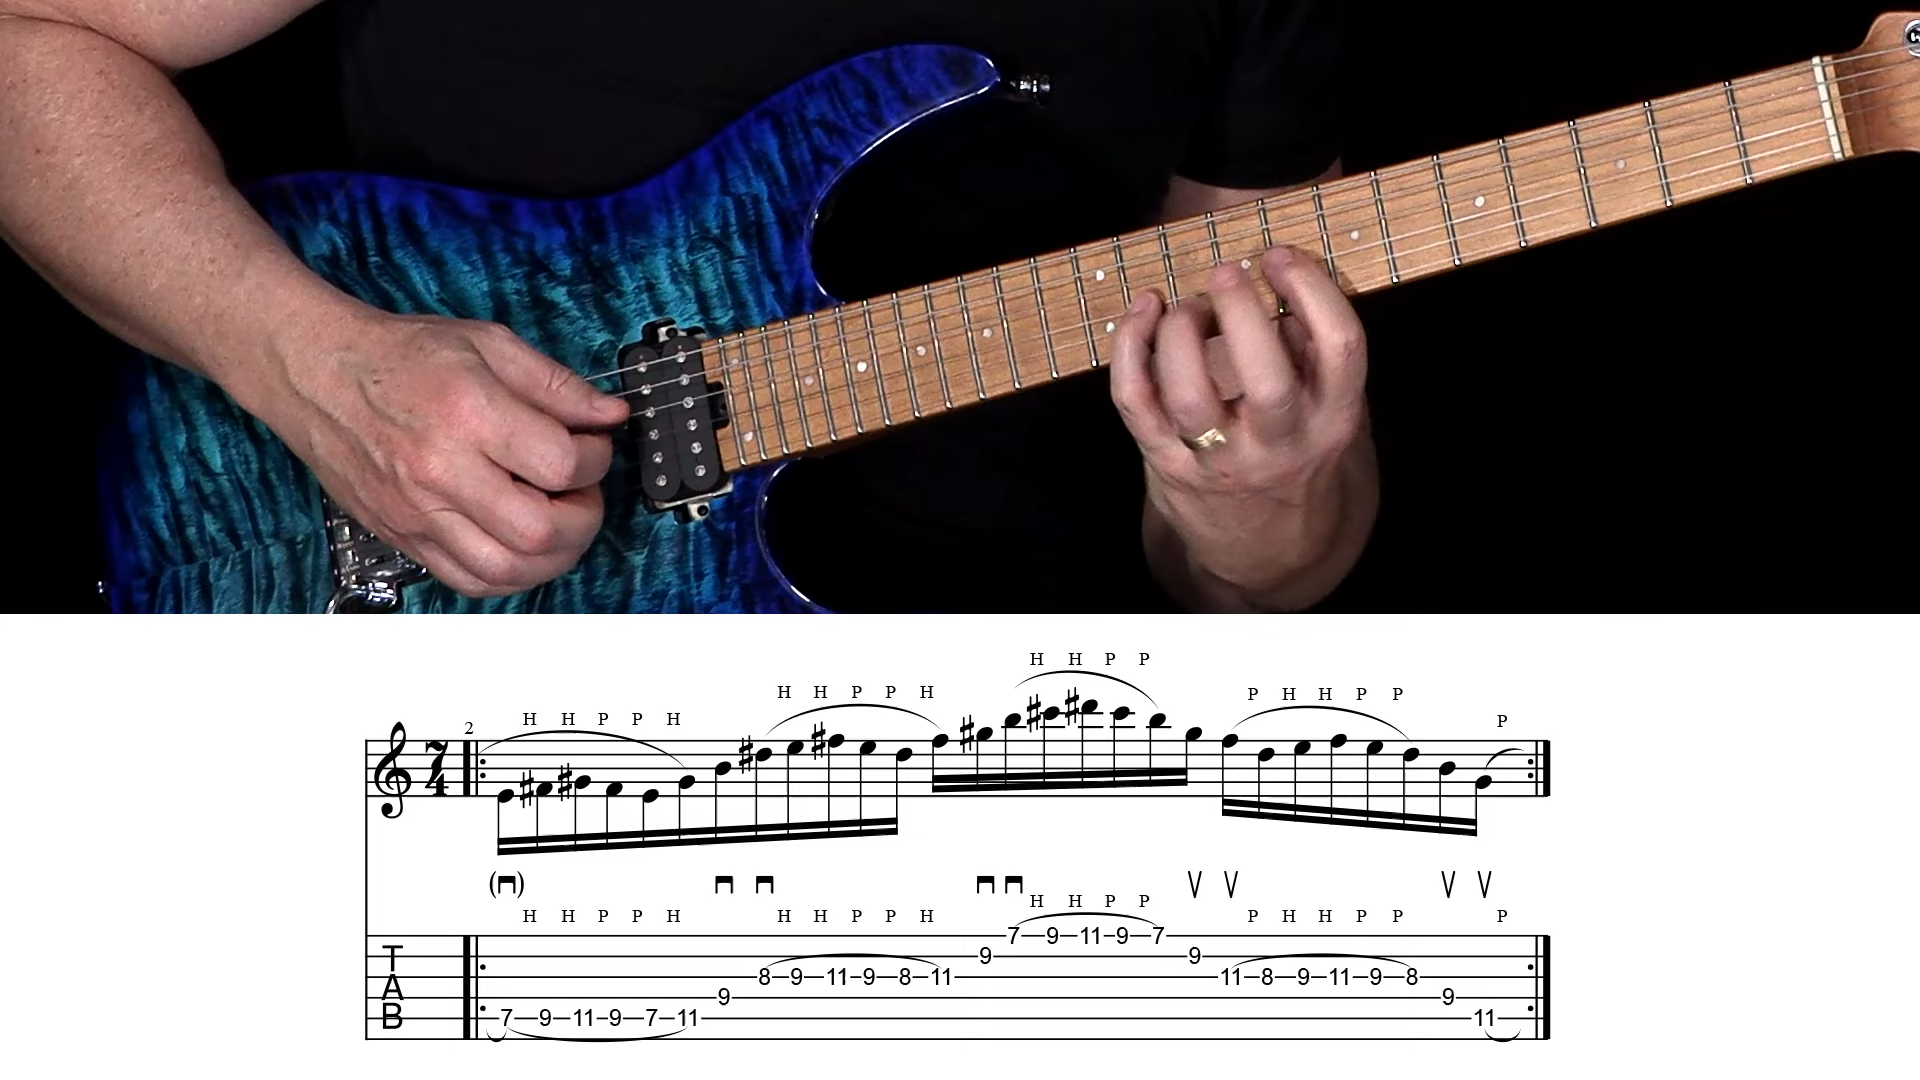 H H P P
H H P P H
P H H P P
H H P P H
P
2
7
4
H H P P
H H P P H
H H P P H
P H H P P
P
7 9 11 9 7
T
9 9
8 9 11 9 8 11 11 8 9 11 9 8
A
9 9
B
7 9 11 9 7 11 11